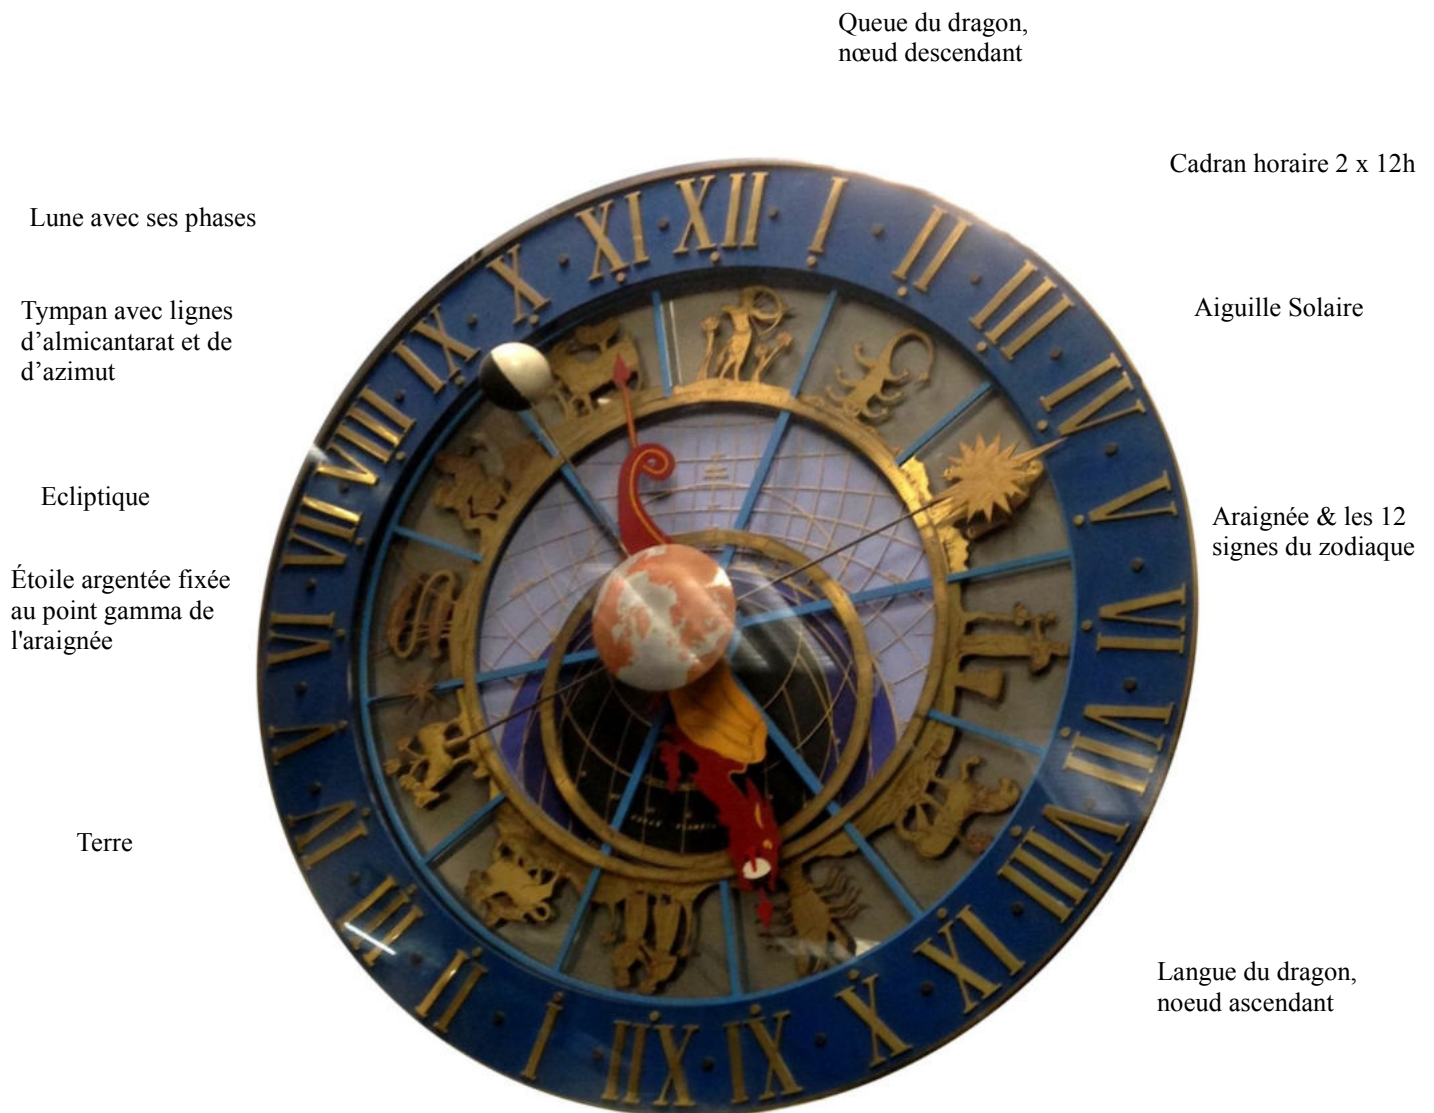 Queue du dragon,
nœud descendant
Cadran horaire 2 x 12h
Lune avec ses phases
Tympan avec lignes
d’almicantarat et de
d’azimut
Aiguille Solaire
Ecliptique
Araignée & les 12
signes du zodiaque
Étoile argentée fixée
au point gamma de
l'araignée
Terre
Langue du dragon,
noeud ascendant
XII
I
II
III
IV
V
VI
VII
VIII
IX
X
XI
XII
I
II
III
IV
V
VI
VII
VIII
IX
X
XI